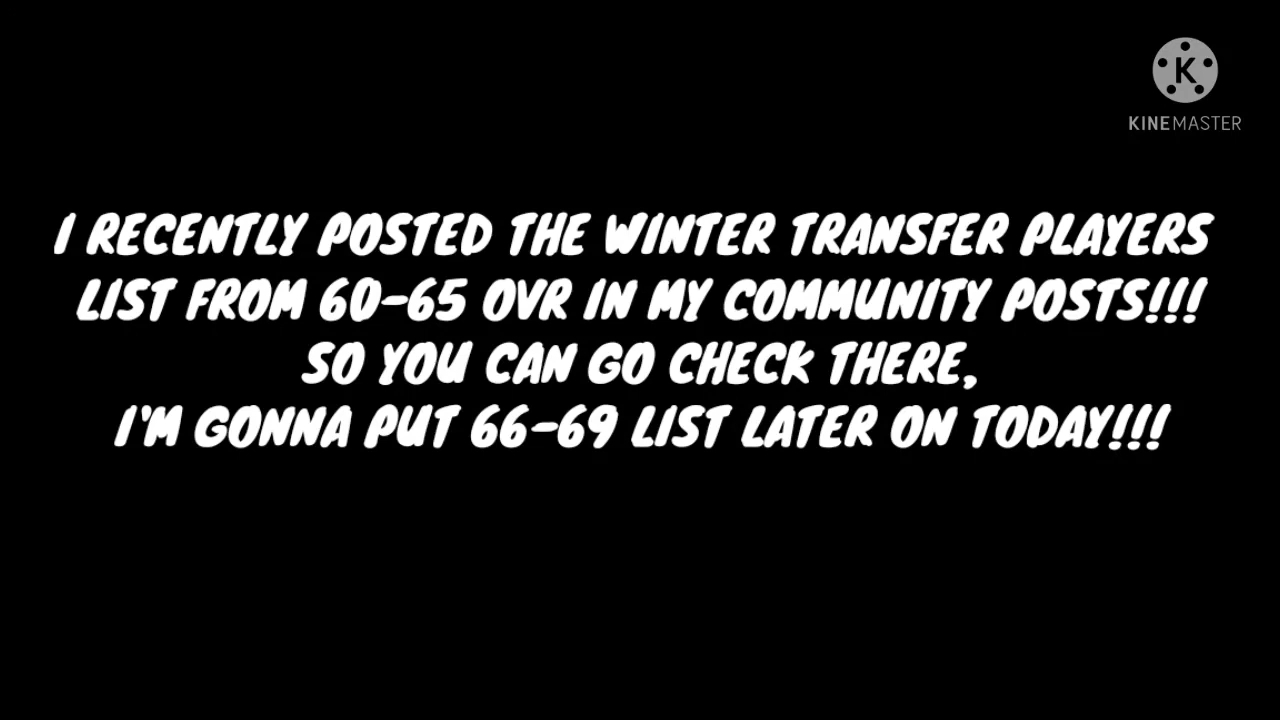 K
KINEMASTER
I RECENTLY POSTED THE WINTER TRANSFER PLAYERS
LIST FROM 60-65 OVR IN MY COMMUNITY POSTS!!!
SO YOU CAN GO CHECK THERE,
I'M GONNA PUT 66-69 LIST LATER ON TODAY!!!